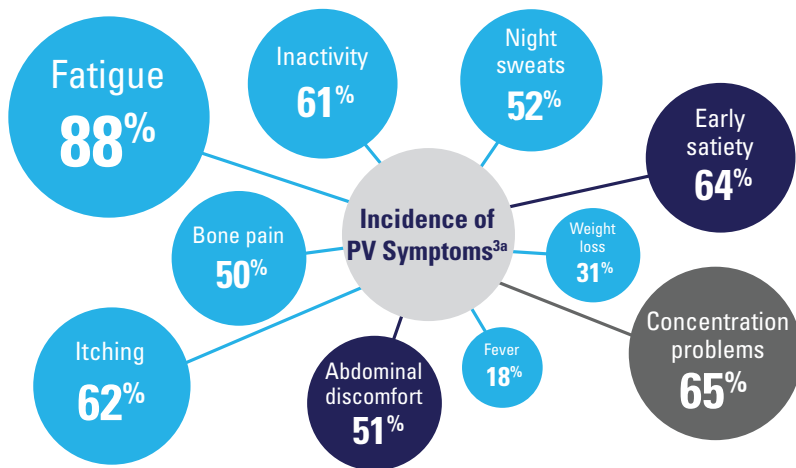 Fatigue
88%
Inactivity
61%
Night
sweats
52%
Early
satiety
64%
Incidence of
PV Symptoms3a
Bone pain
50%
Weight
loss
31%
Itching
62%
Abdominal
discomfort
51%
Fever
18%
Concentration
problems
65%